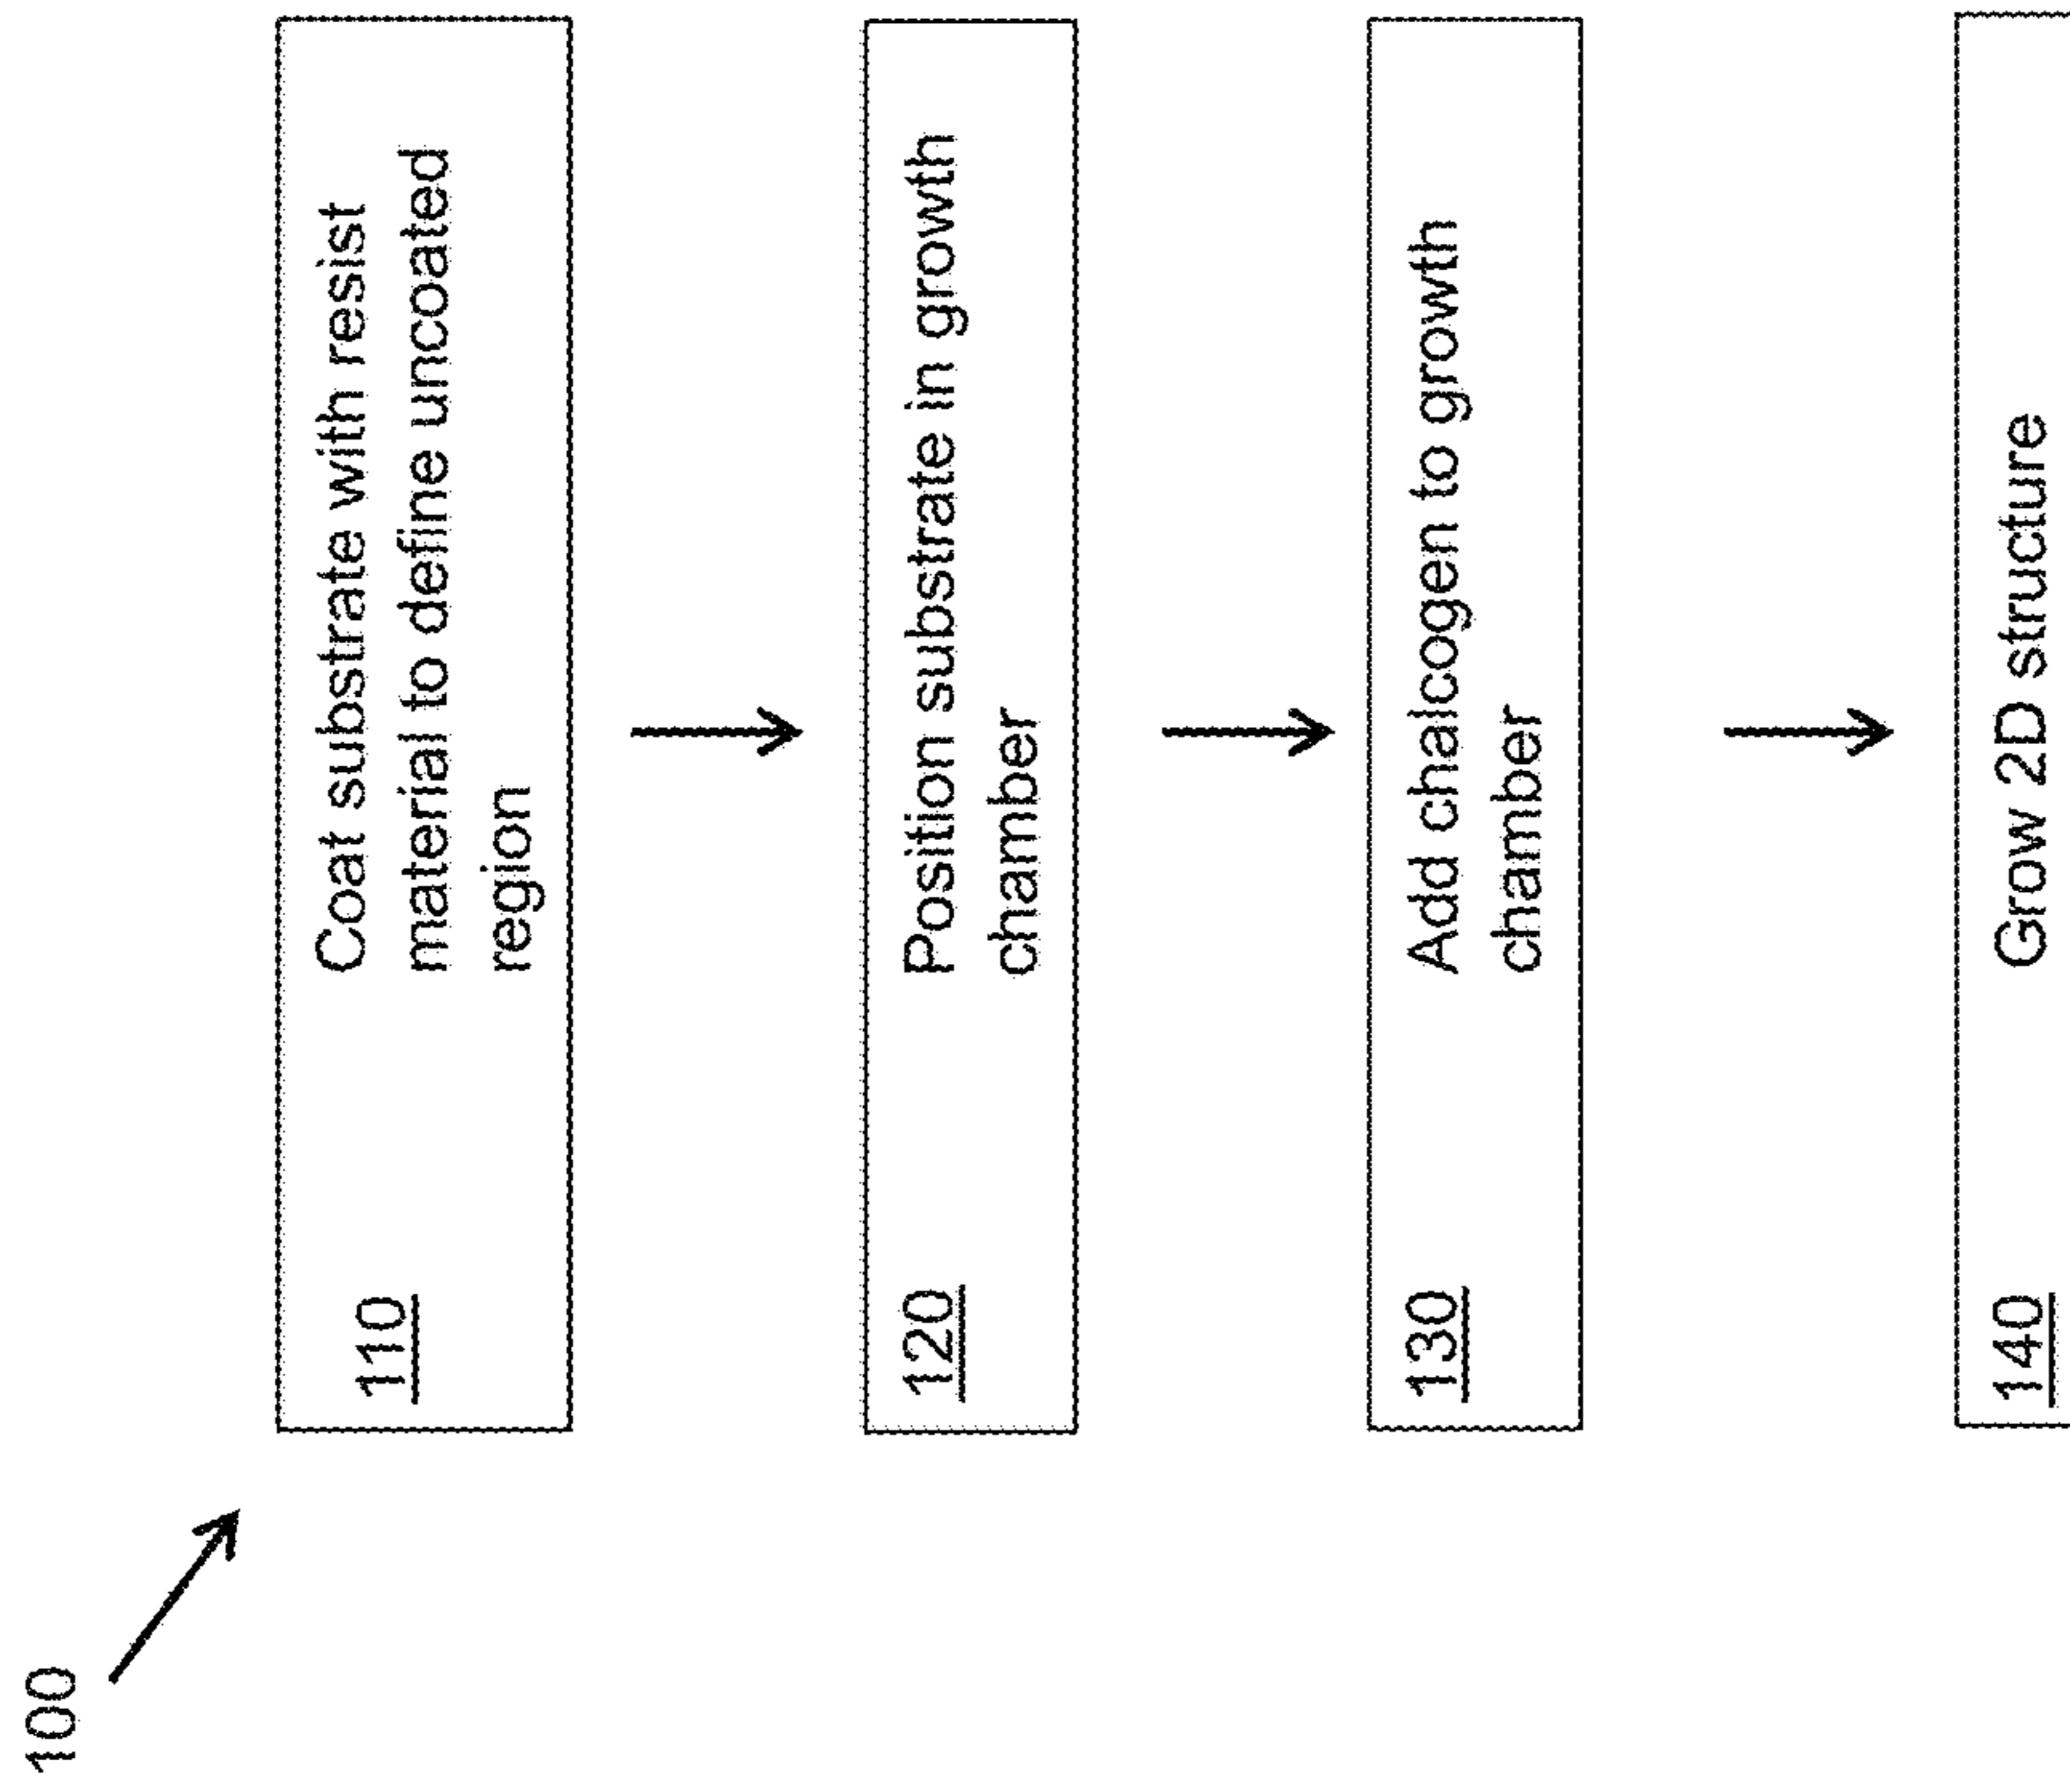 100
110
Coat substrate with resist
material to define uncoated
region
120
Position substrate in growth
chamber
130
Add chalcogen to growth
chamber
140
Grow 2D structure